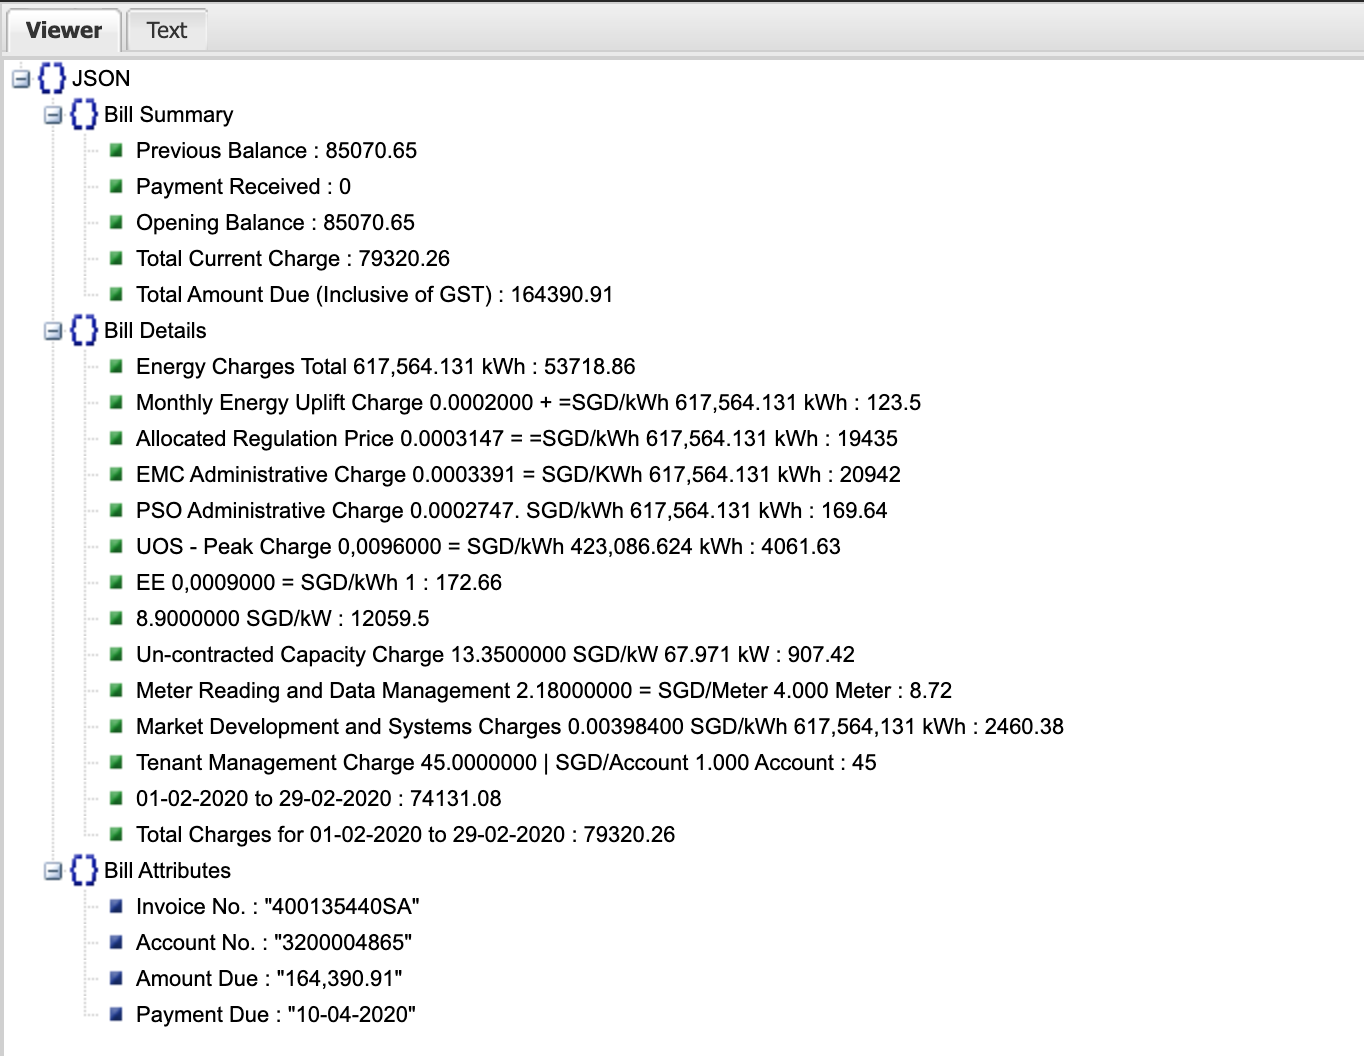 Viewer Text
JSON
Bill Summary
Previous Balance : 85070.65
Payment Received : 0
Opening Balance : 85070.65
Total Current Charge : 79320.26
Total Amount Due (Inclusive of GST) : 164390.91
Bill Details
Energy Charges Total 617,564.131 kWh : 53718.86
Monthly Energy Uplift Charge 0.0002000 + =SGD/kWh 617,564.131 kWh : 123.5
Allocated Regulation Price 0.0003147 = =SGD/kWh 617,564.131 kWh : 19435
EMC Administrative Charge 0.0003391 = SGD/KWh 617,564.131 kWh : 20942
PSO Administrative Charge 0.0002747. SGD/kWh 617,564.131 kWh : 169.64
UOS - Peak Charge 0,0096000 = SGD/kWh 423,086.624 kWh : 4061.63
EE 0,0009000 = SGD/kWh 1 : 172.66
8.9000000 SGD/kW : 12059.5
Un-contracted Capacity Charge 13.3500000 SGD/kW 67.971 kW : 907.42
Meter Reading and Data Management 2.18000000 = SGD/Meter 4.000 Meter : 8.72
Market Development and Systems Charges 0.00398400 SGD/kWh 617,564,131 kWh : 2460.38
Tenant Management Charge 45.0000000 | SGD/Account 1.000 Account : 45
01-02-2020 to 29-02-2020 : 74131.08
Total Charges for 01-02-2020 to 29-02-2020 : 79320.26
Bill Attributes
Invoice No. : "400135440SA"
Account No. : "3200004865"
Amount Due : "164,390.91"
Payment Due : "10-04-2020"